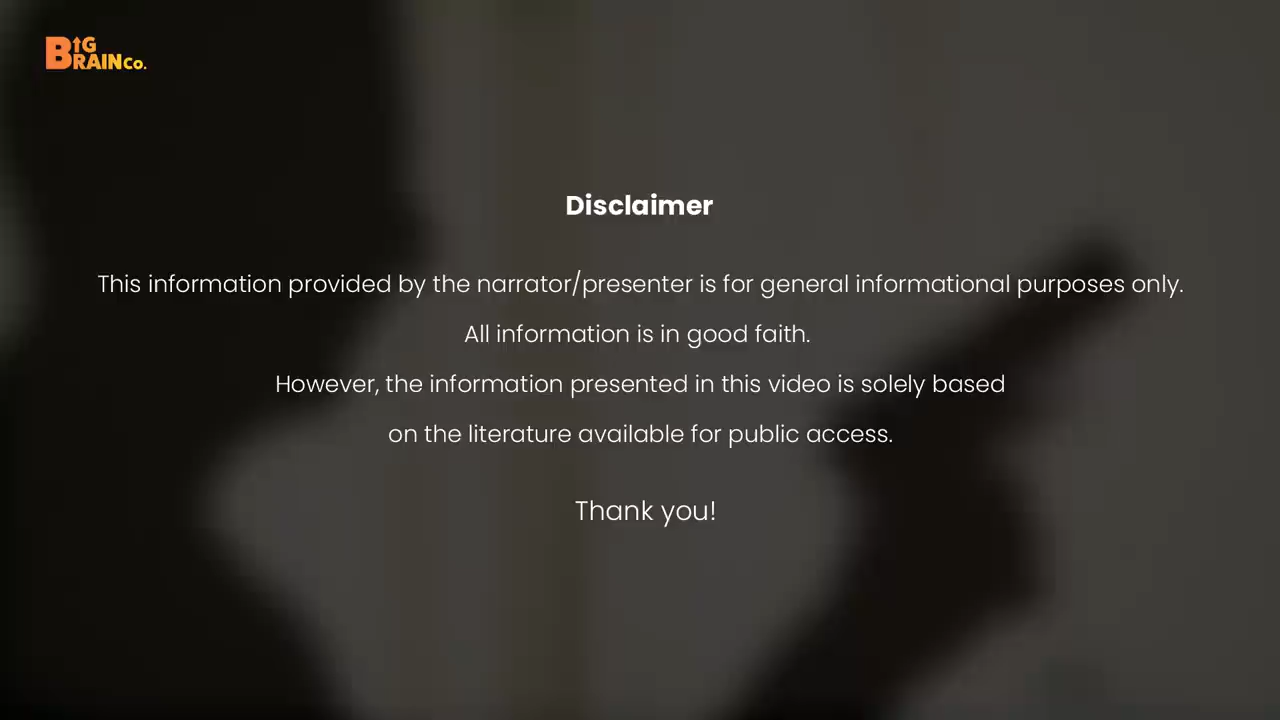 BIG
BRAINCO.
Disclaimer
This information provided by the narrator/presenter is for general informational purposes only.
All information is in good faith.
However, the information presented in this video is solely based
on the literature available for public access.
Thank you!